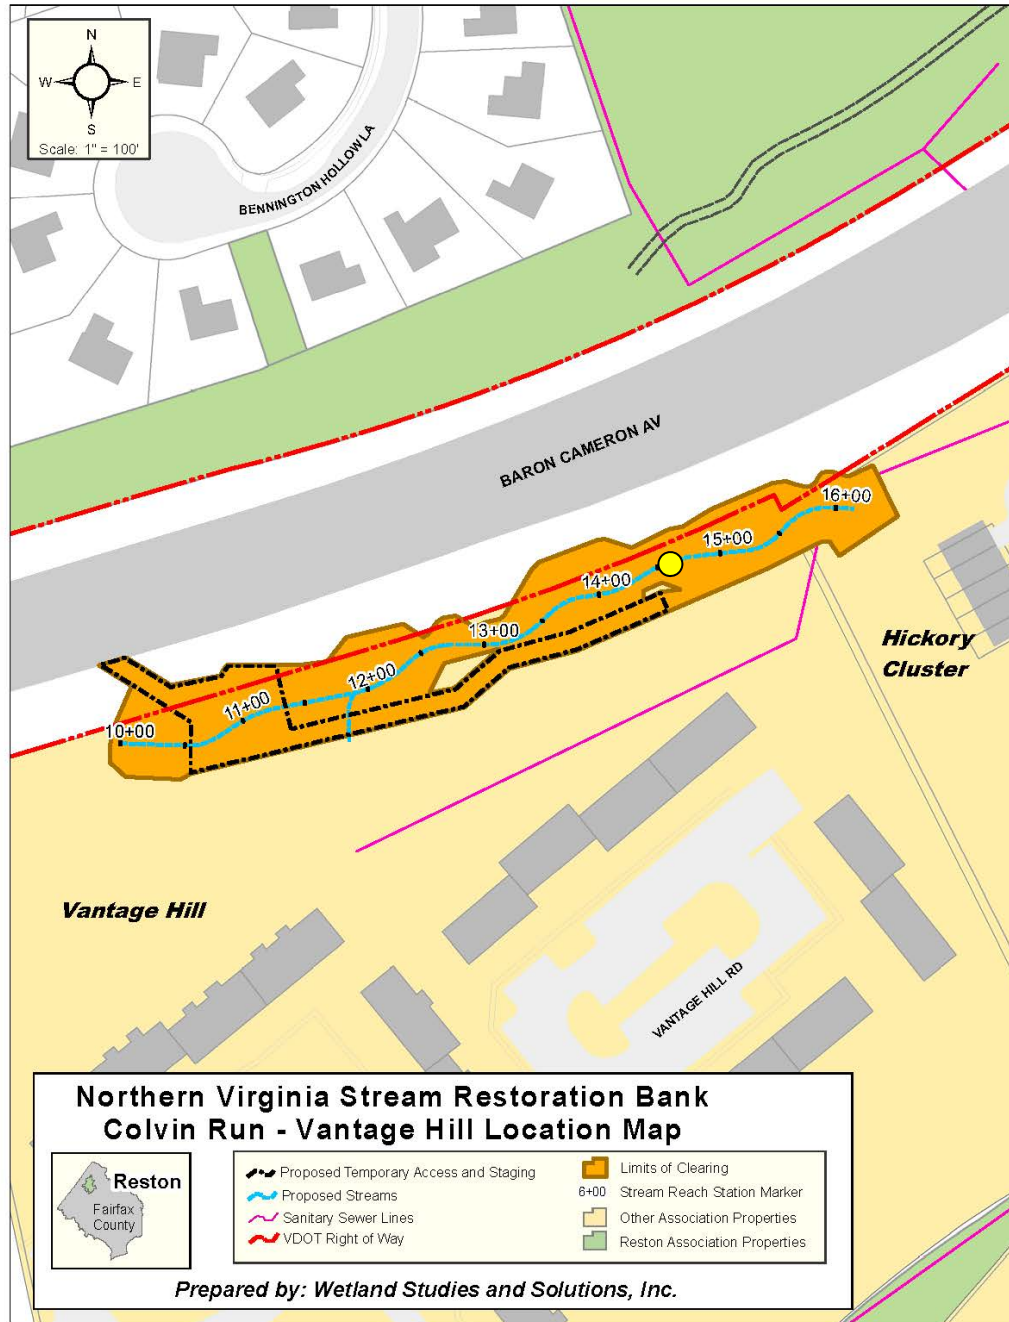 N
W E
S
Scale: 1" = 100'
BENNINGTON HOLLOW LA
BARON CAMERON AV
16+00
15+00
14+00
13+00
12+00
11+00
10+00
Hickory
Cluster
Vantage Hill
VANTAGE HILL RD
Northern Virginia Stream Restoration Bank
Colvin Run - Vantage Hill Location Map
Reston
Fairfax
County
Proposed Temporary Access and Staging
Proposed Streams
Sanitary Sewer Lines
VDOT Right of Way
Limits of Clearing
6+00 Stream Reach Station Marker
Other Association Properties
Reston Association Properties
Prepared by: Wetland Studies and Solutions, Inc.